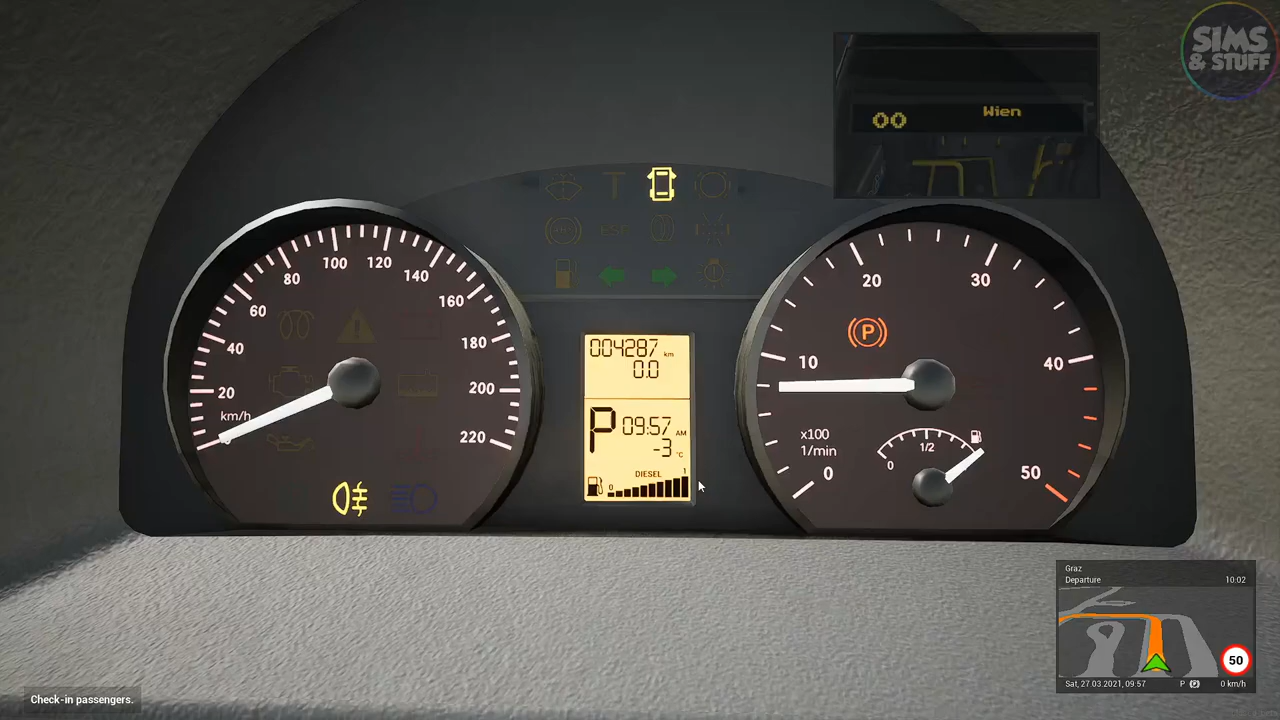 SIMS
& STUFF
00 Wien
T
ESP
20
40
60
80
100
120
140
160
180
200
220
km/h
004287 km
0.0
P 09:57 AM
-3 °C
DIESEL
0 1
0
10
20
30
40
50
P
x100
1/min
0 1/2
Graz
Departure 10:02
50
Sat, 27.03.2021, 09:57 P P 0 km/h
Check-in passengers.